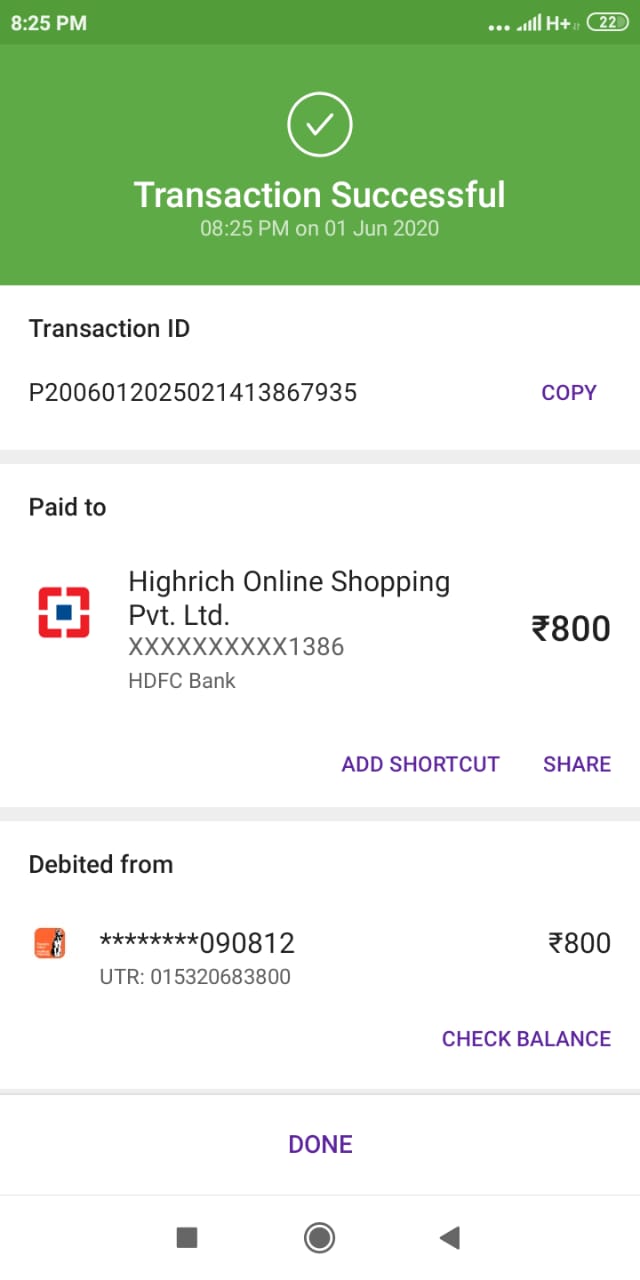 8:25 PM
H+
22
Transaction Successful
08:25 PM on 01 Jun 2020
Transaction ID
P2006012025021413867935
COPY
Paid to
Highrich Online Shopping
Pvt. Ltd.
₹800
XXXXXXXXXX1386
HDFC Bank
ADD SHORTCUT
SHARE
Debited from
********090812
₹800
UTR: 015320683800
CHECK BALANCE
DONE